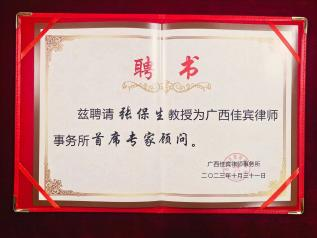 聘书
兹聘请张保生教授为广西佳宾律师
事务所首席专家顾问。
广西佳宾律师事务所
二〇二三年十月三十一日